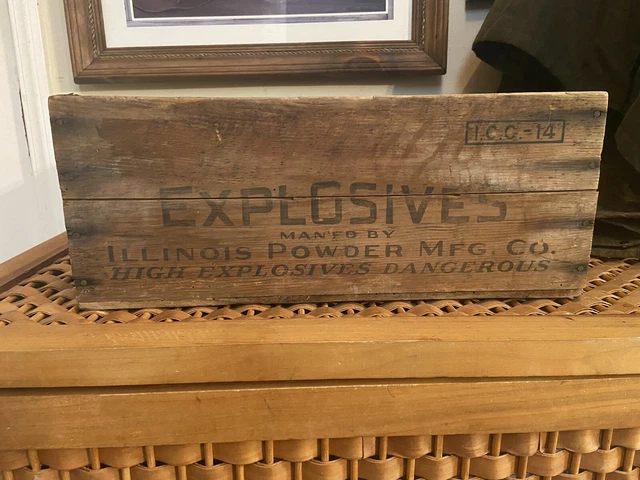 I.C.C.-14
EXPLOSIVES
MAN'F'D BY
ILLINOIS POWDER MFG. CO.
HIGH EXPLOSIVES DANGEROUS